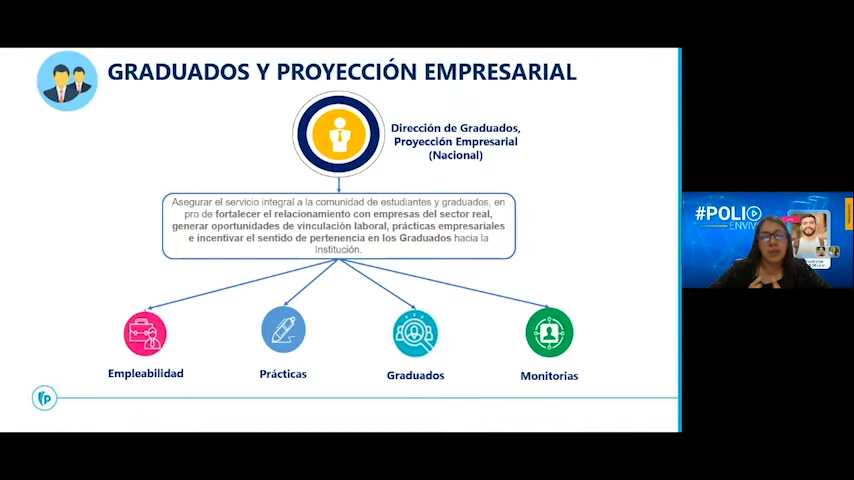 GRADUADOS Y PROYECCIÓN EMPRESARIAL
Dirección de Graduados,
Proyección Empresarial
(Nacional)
Asegurar el servicio integral a la comunidad de estudiantes y graduados, en
pro de fortalecer el relacionamiento con empresas del sector real,
generar oportunidades de vinculación laboral, prácticas empresariales
e incentivar el sentido de pertenencia en los Graduados hacia la
Institución.
Empleabilidad
Prácticas
Graduados
Monitorias
p
#POLI
ENVIV